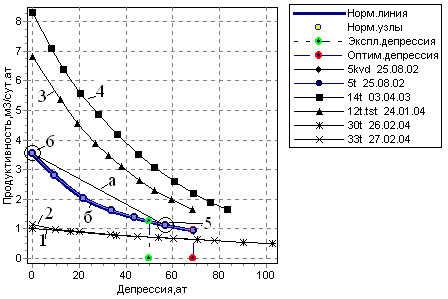 Продуктивность,м3/сут.ат
8
7
6
5
4
3
2
1
0
0
20
40
60
80
100
Депрессия,ат
4
3
6
а
б
5
2
1
Норм.линия
Норм.узлы
Экспл.депрессия
Оптим.депрессия
5kvd 25.08.02
5t 25.08.02
14t 03.04.03
12t.tst 24.01.04
30t 26.02.04
33t 27.02.04